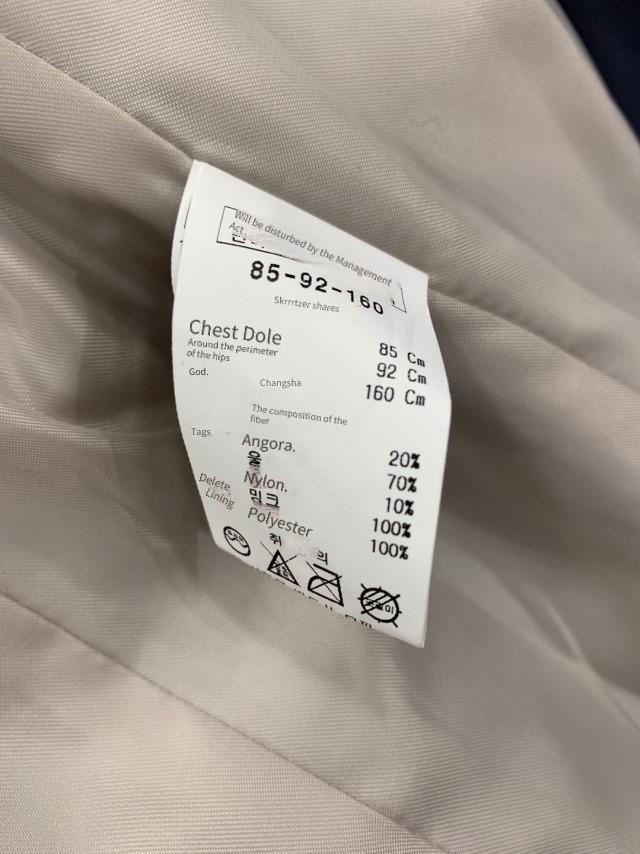 Will be disturbed by the Management
Act.
85-92-160
Skrrrtzer shares
Chest Dole 85 Cm
Around the perimeter
of the hips 92 Cm
God. 160 Cm
Changsha
The composition of the
fiber
Tags
Angora. 20%
울 70%
Nylon. 10%
Delete 밍크 100%
Lining Polyester 100%
취 의